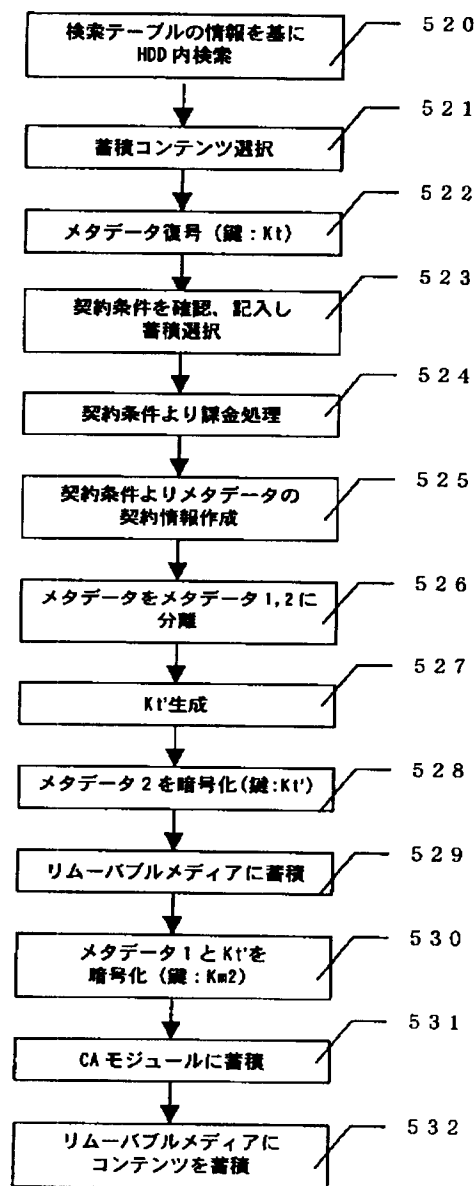 520
検索テーブルの情報を基に
HDD内検索
521
蓄積コンテンツ選択
522
メタデータ復号（鍵：Kt）
523
契約条件を確認、記入し
蓄積選択
524
契約条件より課金処理
525
契約条件よりメタデータの
契約情報作成
526
メタデータをメタデータ1,2に
分離
527
Kt'生成
528
メタデータ2を暗号化(鍵:Kt')
529
リムーバブルメディアに蓄積
530
メタデータ1とKt'を
暗号化（鍵：Km2）
531
CAモジュールに蓄積
532
リムーバブルメディアに
コンテンツを蓄積